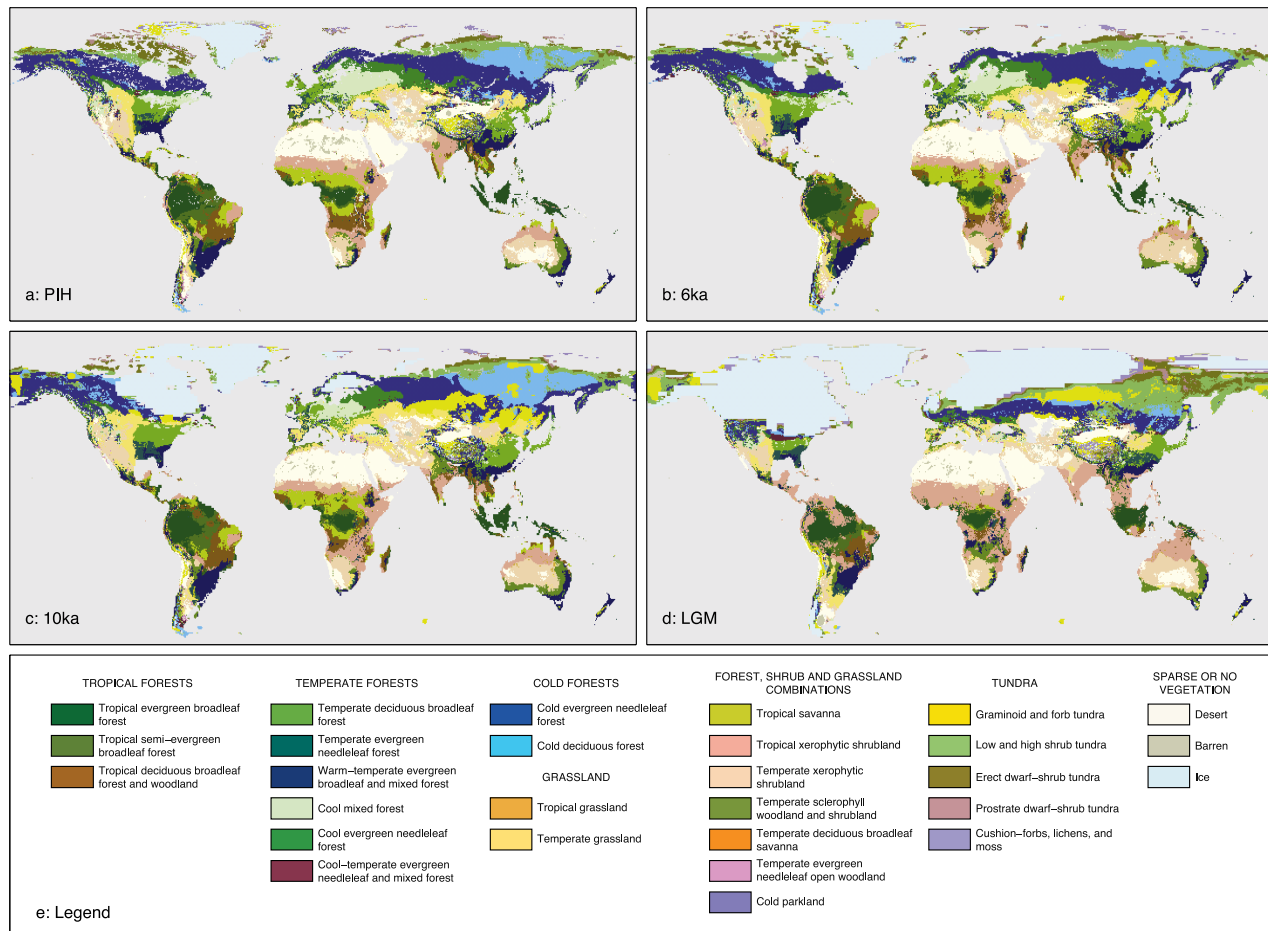 a: PIH
b: 6ka
c: 10ka
d: LGM
TROPICAL FORESTS
Tropical evergreen broadleaf
forest
Tropical semi−evergreen
broadleaf forest
Tropical deciduous broadleaf
forest and woodland
TEMPERATE FORESTS
Temperate deciduous broadleaf
forest
Temperate evergreen
needleleaf forest
Warm−temperate evergreen
broadleaf and mixed forest
Cool mixed forest
Cool evergreen needleleaf
forest
Cool−temperate evergreen
needleleaf and mixed forest
COLD FORESTS
Cold evergreen needleleaf
forest
Cold deciduous forest
GRASSLAND
Tropical grassland
Temperate grassland
FOREST, SHRUB AND GRASSLAND
COMBINATIONS
Tropical savanna
Tropical xerophytic shrubland
Temperate xerophytic
shrubland
Temperate sclerophyll
woodland and shrubland
Temperate deciduous broadleaf
savanna
Temperate evergreen
needleleaf open woodland
Cold parkland
TUNDRA
Graminoid and forb tundra
Low and high shrub tundra
Erect dwarf−shrub tundra
Prostrate dwarf−shrub tundra
Cushion−forbs, lichens, and
moss
SPARSE OR NO
VEGETATION
Desert
Barren
Ice
e: Legend